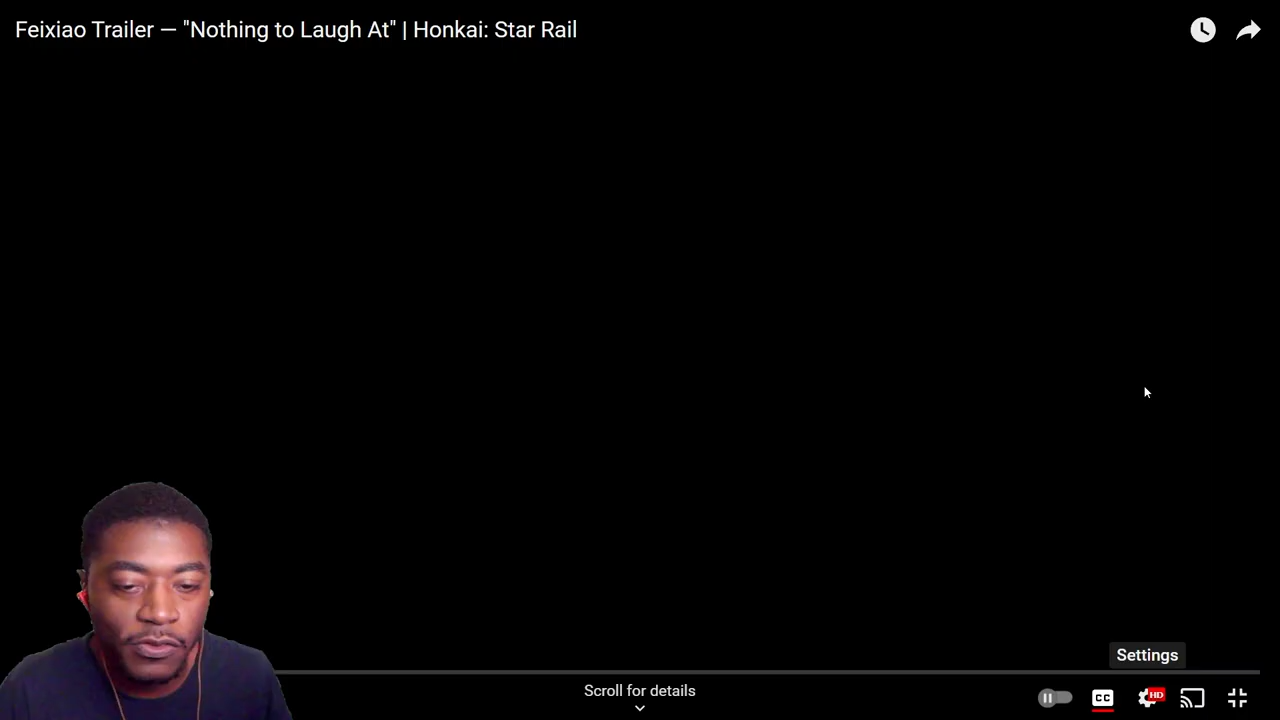 Feixiao Trailer — "Nothing to Laugh At" | Honkai: Star Rail
Settings
Scroll for details
CC
HD